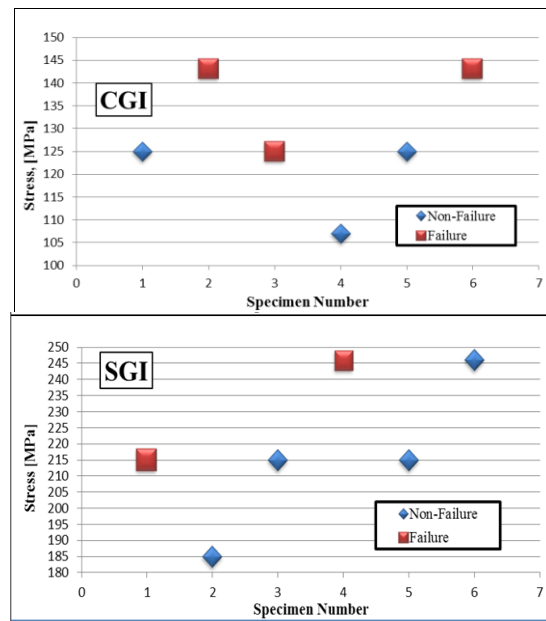 150
145
140
135
130
125
120
115
110
105
100
Stress, [MPa]
CGI
Non-Failure
Failure
0 1 2 3 4 5 6 7
Specimen Number
250
245
240
235
230
225
220
215
210
205
200
195
190
185
180
Stress [MPa]
SGI
Non-Failure
Failure
0 1 2 3 4 5 6 7
Specimen Number